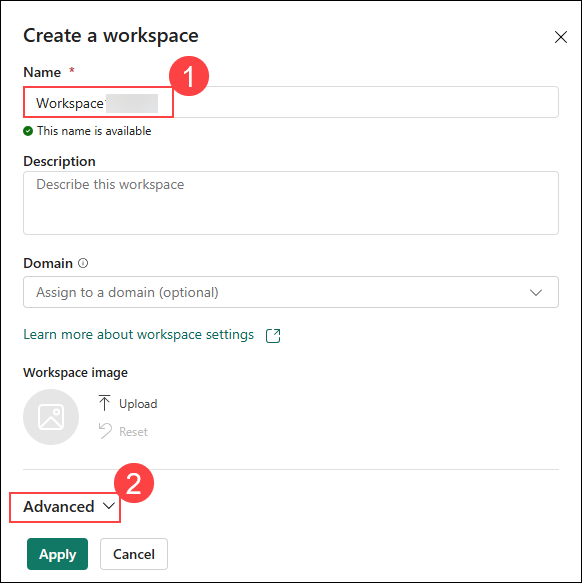 Create a workspace
Name *
1
Workspace
This name is available
Description
Describe this workspace
Domain
Assign to a domain (optional)
Learn more about workspace settings
Workspace image
Upload
Reset
2
Advanced
Apply Cancel